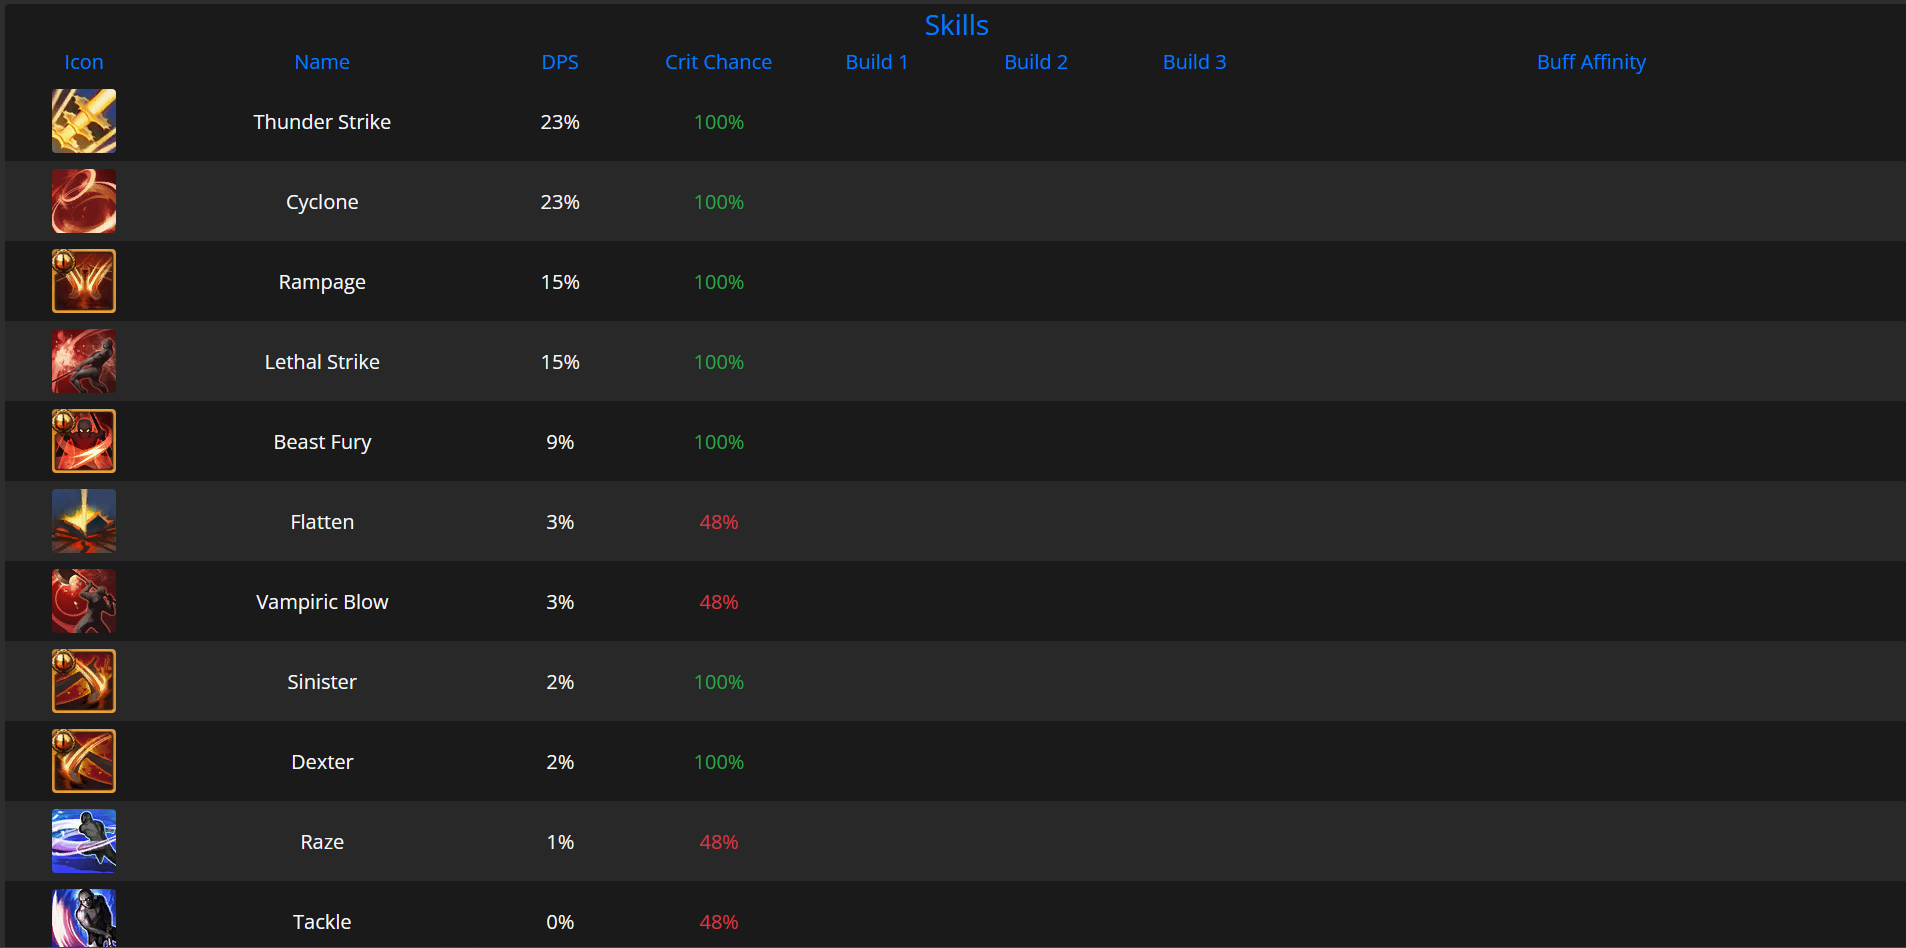 Skills
Icon Name DPS Crit Chance Build 1 Build 2 Build 3 Buff Affinity
Thunder Strike 23% 100%
Cyclone 23% 100%
Rampage 15% 100%
Lethal Strike 15% 100%
Beast Fury 9% 100%
Flatten 3% 48%
Vampiric Blow 3% 48%
Sinister 2% 100%
Dexter 2% 100%
Raze 1% 48%
Tackle 0% 48%